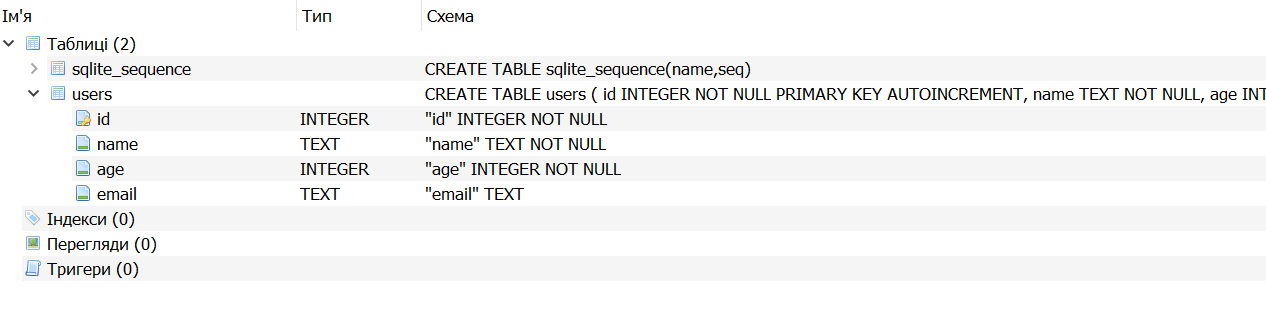 Ім'я Тип Схема
Таблиці (2)
sqlite_sequence CREATE TABLE sqlite_sequence(name,seq)
users CREATE TABLE users ( id INTEGER NOT NULL PRIMARY KEY AUTOINCREMENT, name TEXT NOT NULL, age INT
id INTEGER "id" INTEGER NOT NULL
name TEXT "name" TEXT NOT NULL
age INTEGER "age" INTEGER NOT NULL
email TEXT "email" TEXT
Індекси (0)
Перегляди (0)
Тригери (0)